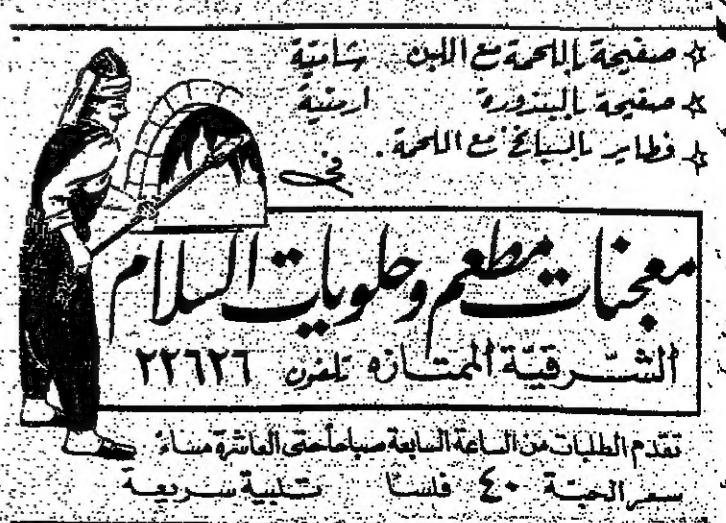 ☆ صفيحة باللحمة مع اللبن شامية
☆ صفيحة بالبندورة ارمنية
☆ فطاير بالسبانخ مع اللحمة.
في
معجنات مطعم وحلويات السلام
الشرقية الممتازه تلفون ٢٢٦٢٦
تقدم الطلبات من الساعة السابعة صباحاً حتى العاشرة مساءً
سعر الحبة ٤٠ فلسا تلبية سريعة